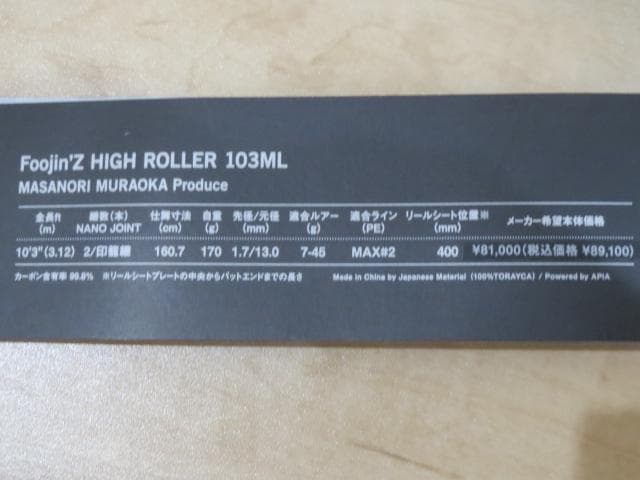 Foojin'Z HIGH ROLLER 103ML
MASANORI MURAOKA Produce
全長ft 継数(本) 仕舞寸法 自重 先径/元径 適合ルアー 適合ライン リールシート位置※ メーカー希望本体価格
(m) NANO JOINT (cm) (g) (mm) (g) (PE) (mm)
10'3"(3.12) 2/印籠継 160.7 170 1.7/13.0 7-45 MAX#2 400 ¥81,000(税込価格 ¥89,100)
カーボン含有率 99.8% ※リールシートプレートの中央からバットエンドまでの長さ Made in China by Japanese Material (100%TORAYCA) / Powered by APIA